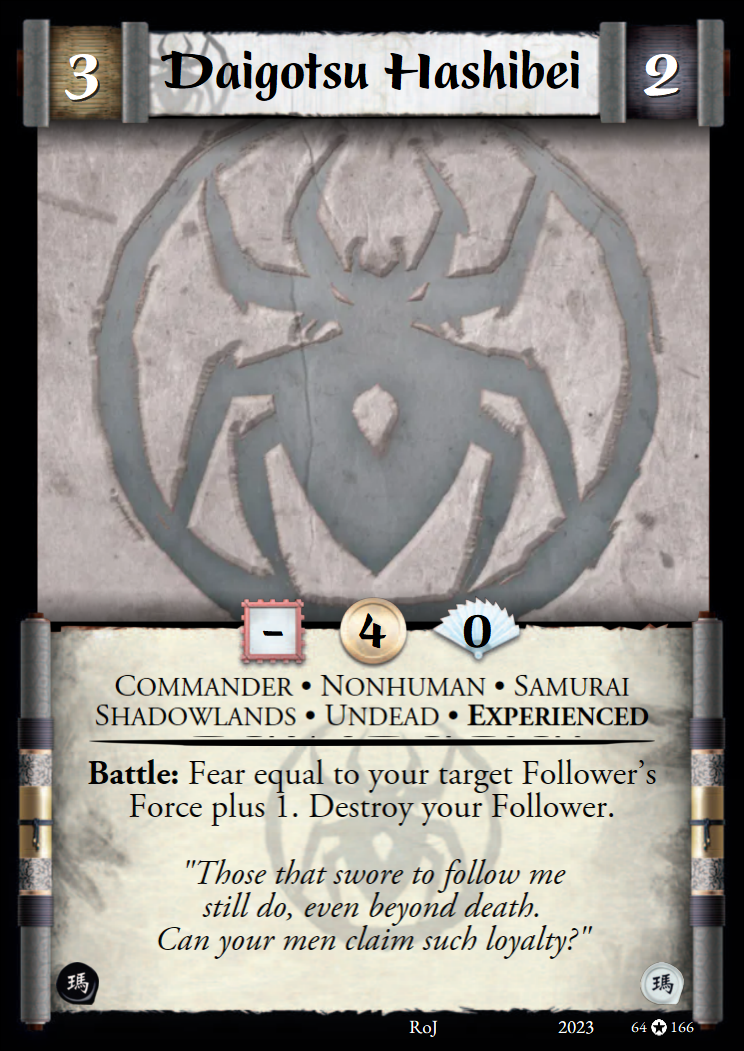 3 Daigotsu Hashibei 2
- 4 0
Commander • Nonhuman • Samurai
Shadowlands • Undead • Experienced
Battle: Fear equal to your target Follower's
Force plus 1. Destroy your Follower.
"Those that swore to follow me
still do, even beyond death.
Can your men claim such loyalty?"
瑪 瑪
RoJ 2023 64 ✪ 166